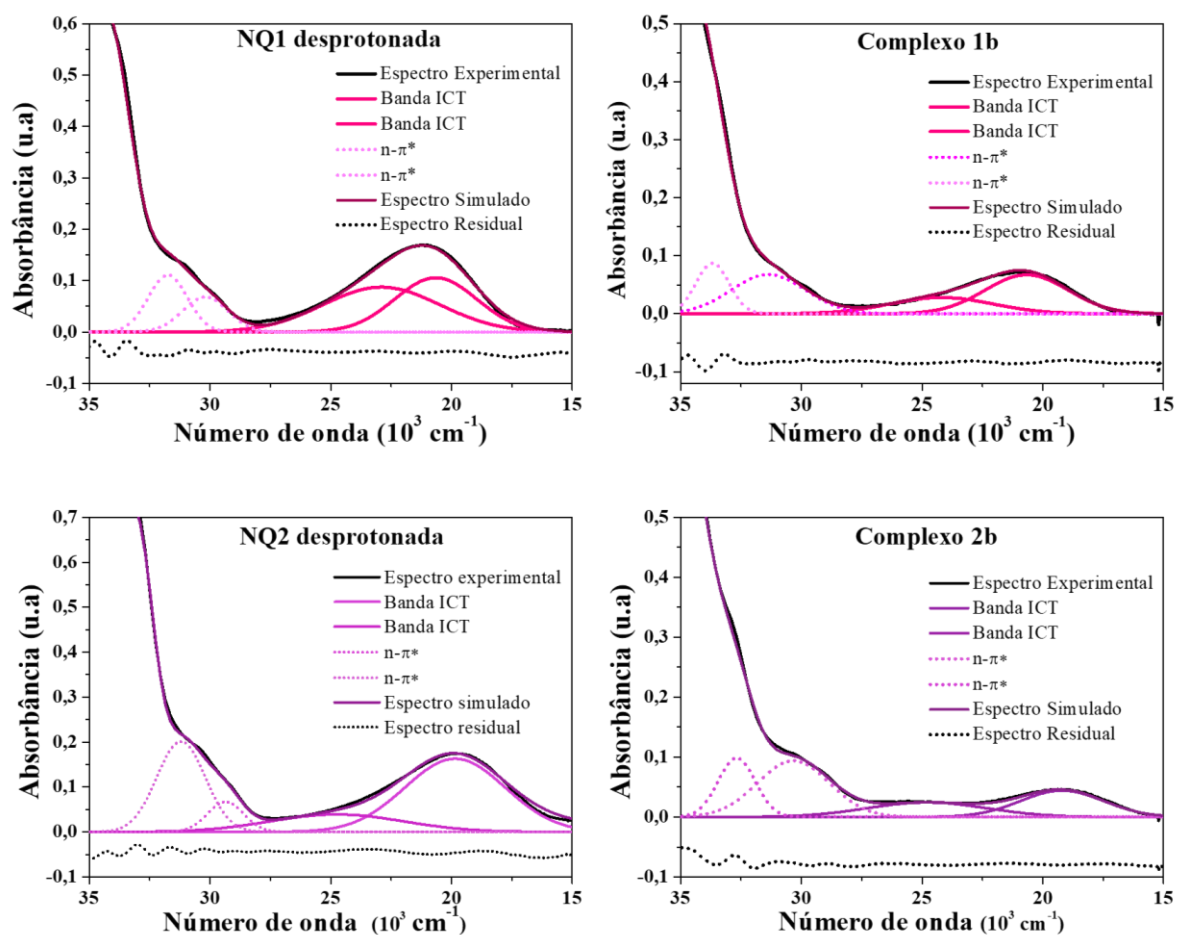 NQ1 desprotonada
Espectro Experimental
Banda ICT
Banda ICT
n-π*
n-π*
Espectro Simulado
Espectro Residual
Absorbância (u.a)
0,6
0,5
0,4
0,3
0,2
0,1
0,0
-0,1
35 30 25 20 15
Número de onda (10³ cm⁻¹)
Complexo 1b
Espectro Experimental
Banda ICT
Banda ICT
n-π*
n-π*
Espectro Simulado
Espectro Residual
Absorbância (u.a)
0,5
0,4
0,3
0,2
0,1
0,0
-0,1
35 30 25 20 15
Número de onda (10³ cm⁻¹)
NQ2 desprotonada
Espectro experimental
Banda ICT
Banda ICT
n-π*
n-π*
Espectro simulado
Espectro residual
Absorbância (u.a)
0,7
0,6
0,5
0,4
0,3
0,2
0,1
0,0
-0,1
35 30 25 20 15
Número de onda (10³ cm⁻¹)
Complexo 2b
Espectro Experimental
Banda ICT
Banda ICT
n-π*
n-π*
Espectro Simulado
Espectro Residual
Absorbância (u.a)
0,5
0,4
0,3
0,2
0,1
0,0
-0,1
35 30 25 20 15
Número de onda (10³ cm⁻¹)